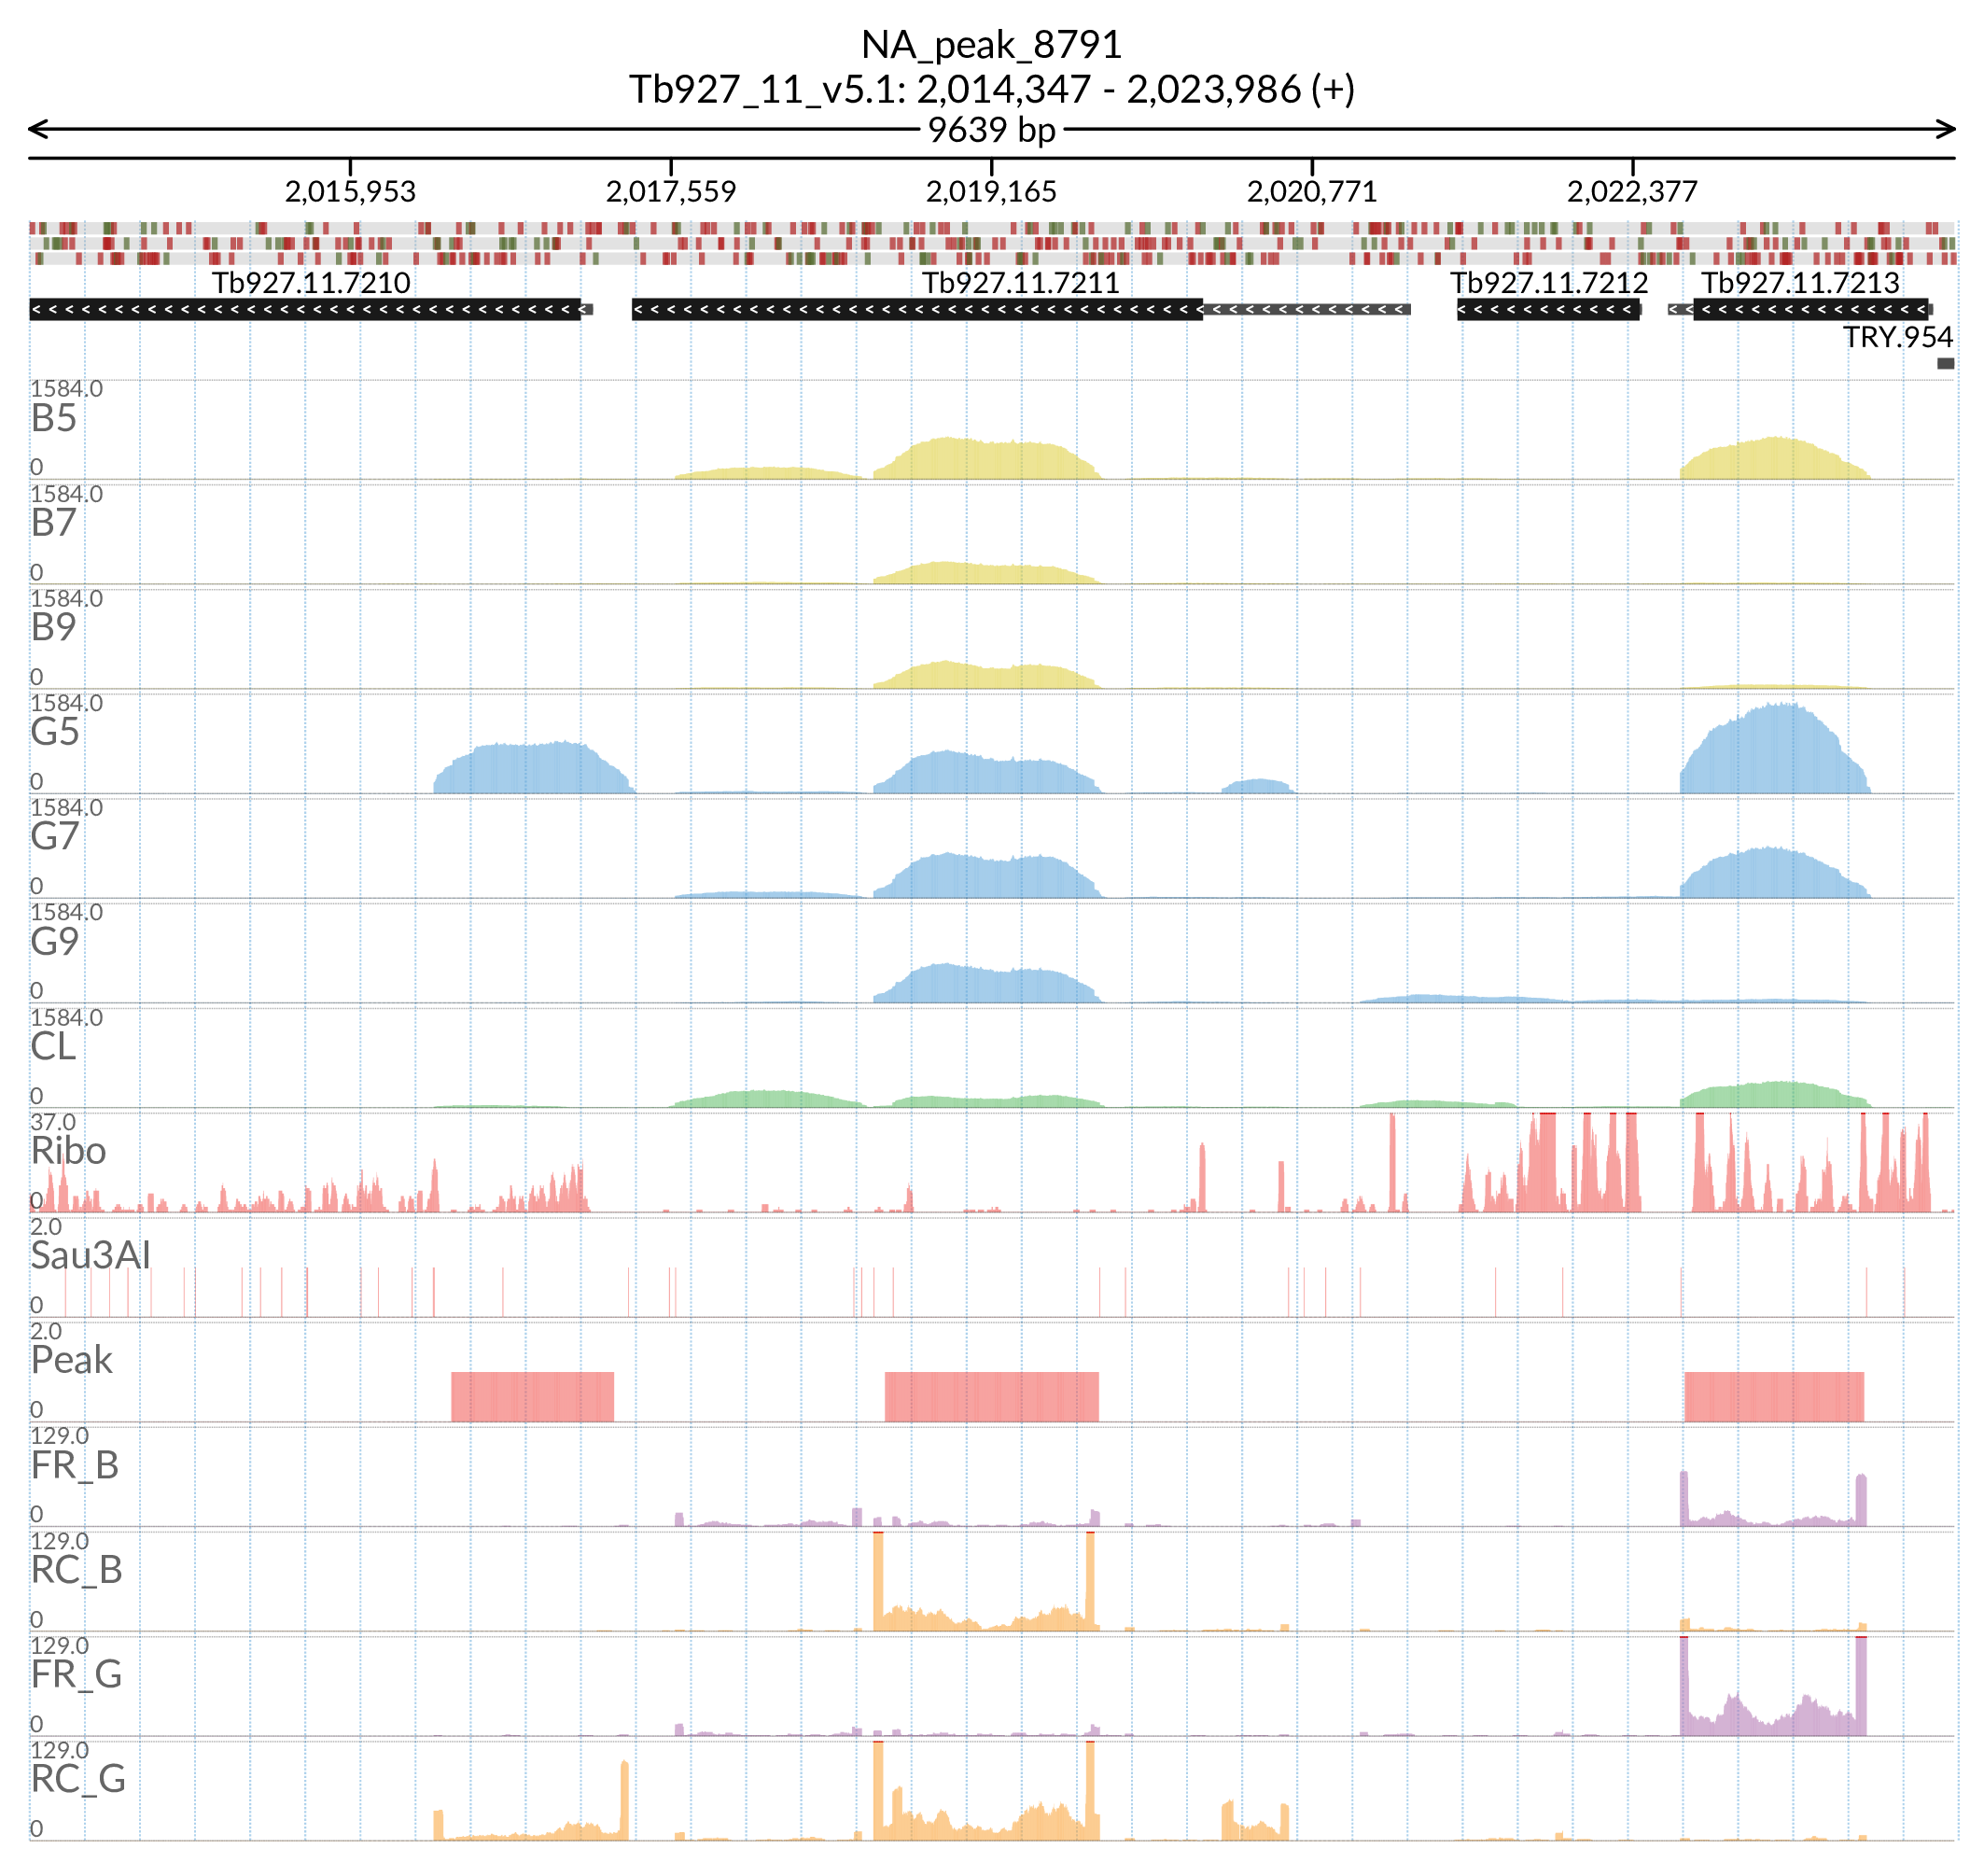 NA_peak_8791
Tb927_11_v5.1: 2,014,347 - 2,023,986 (+)
9639 bp
2,015,953 2,017,559 2,019,165 2,020,771 2,022,377
Tb927.11.7210 Tb927.11.7211 Tb927.11.7212 Tb927.11.7213
TRY.954
1584.0
B5
0
1584.0
B7
0
1584.0
B9
0
1584.0
G5
0
1584.0
G7
0
1584.0
G9
0
1584.0
CL
0
37.0
Ribo
0
2.0
Sau3AI
0
2.0
Peak
0
129.0
FR_B
0
129.0
RC_B
0
129.0
FR_G
0
129.0
RC_G
0